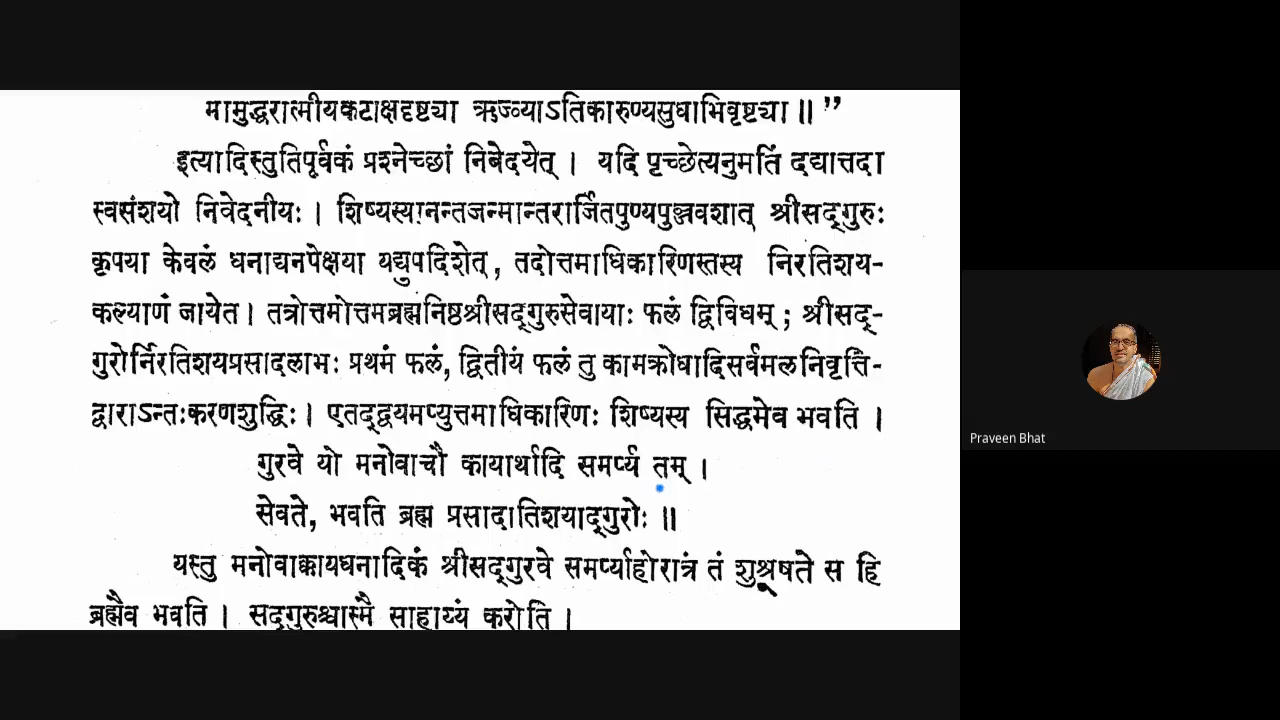 मामुद्धरात्मीयकटाक्षदृष्ट्या ऋज्व्याऽतिकारुण्यसुधाभिवृष्ट्या ॥ ”
इत्यादिस्तुतिपूर्वकं प्रश्नेच्छां निवेदयेत् । यदि पृच्छेत्यनुमतिं दद्यात्तदा
स्वसंशयो निवेदनीयः । शिष्यस्यानन्तजन्मान्तरार्जितपुण्यपुञ्जवशात् श्रीसद्गुरुः
कृपया केवलं धनाद्यनपेक्षया यद्युपदिशेत्, तदोत्तमाधिकारिणस्तस्य निरतिशय-
कल्याणं जायेत । तत्रोत्तमोत्तमब्रह्मनिष्ठश्रीसद्गुरुसेवायाः फलं द्विविधम् ; श्रीसद्-
गुरोर्निरतिशयप्रसादलाभः प्रथमं फलं, द्वितीयं फलं तु कामक्रोधादिसर्वमलनिवृत्ति-
द्वाराऽन्तःकरणशुद्धिः । एतद्द्वयमप्युत्तमाधिकारिणः शिष्यस्य सिद्धमेव भवति ।
गुरवे यो मनोवाचौ कायार्थादि समर्प्य तम् ।
सेवते, भवति ब्रह्म प्रसादातिशयाद्गुरोः ॥
यस्तु मनोवाक्कायधनादिकं श्रीसद्गुरवे समर्प्याहोरात्रं तं शुश्रूषते स हि
ब्रह्मैव भवति । सद्गुरुश्चास्मै साहाय्यं करोति ।
Praveen Bhat